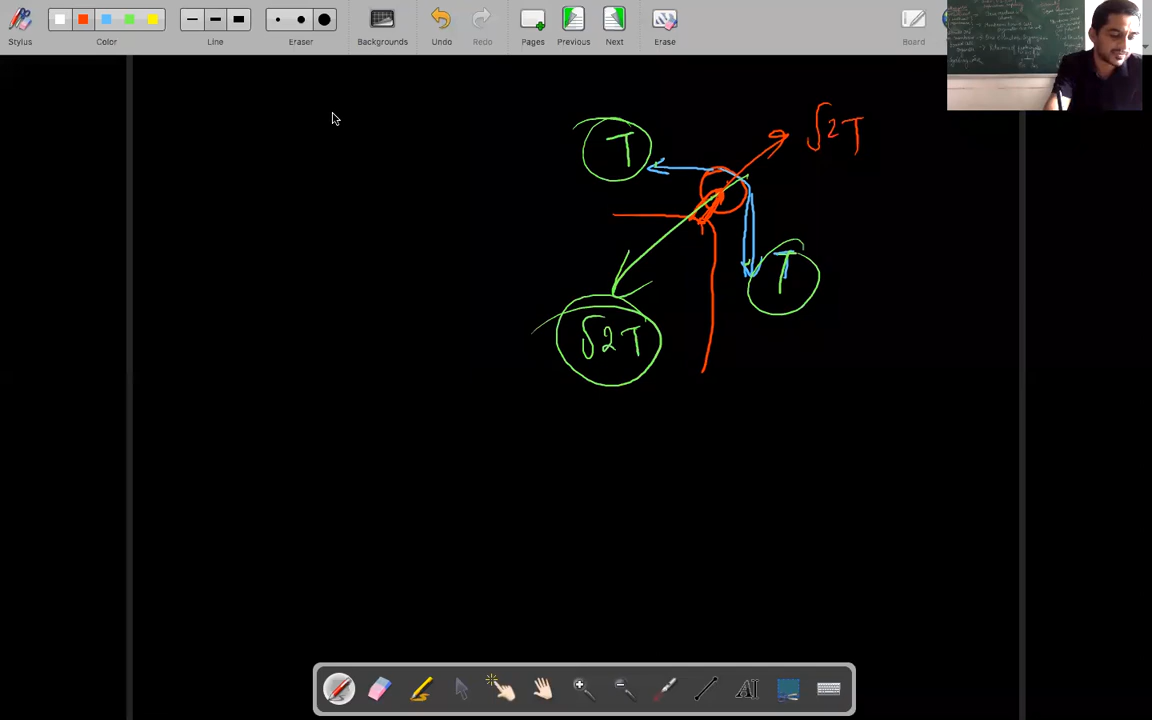 Stylus
Color
Line
Eraser
Backgrounds
Undo
Redo
Pages
Previous
Next
Erase
Board
T
√2T
T
√2T